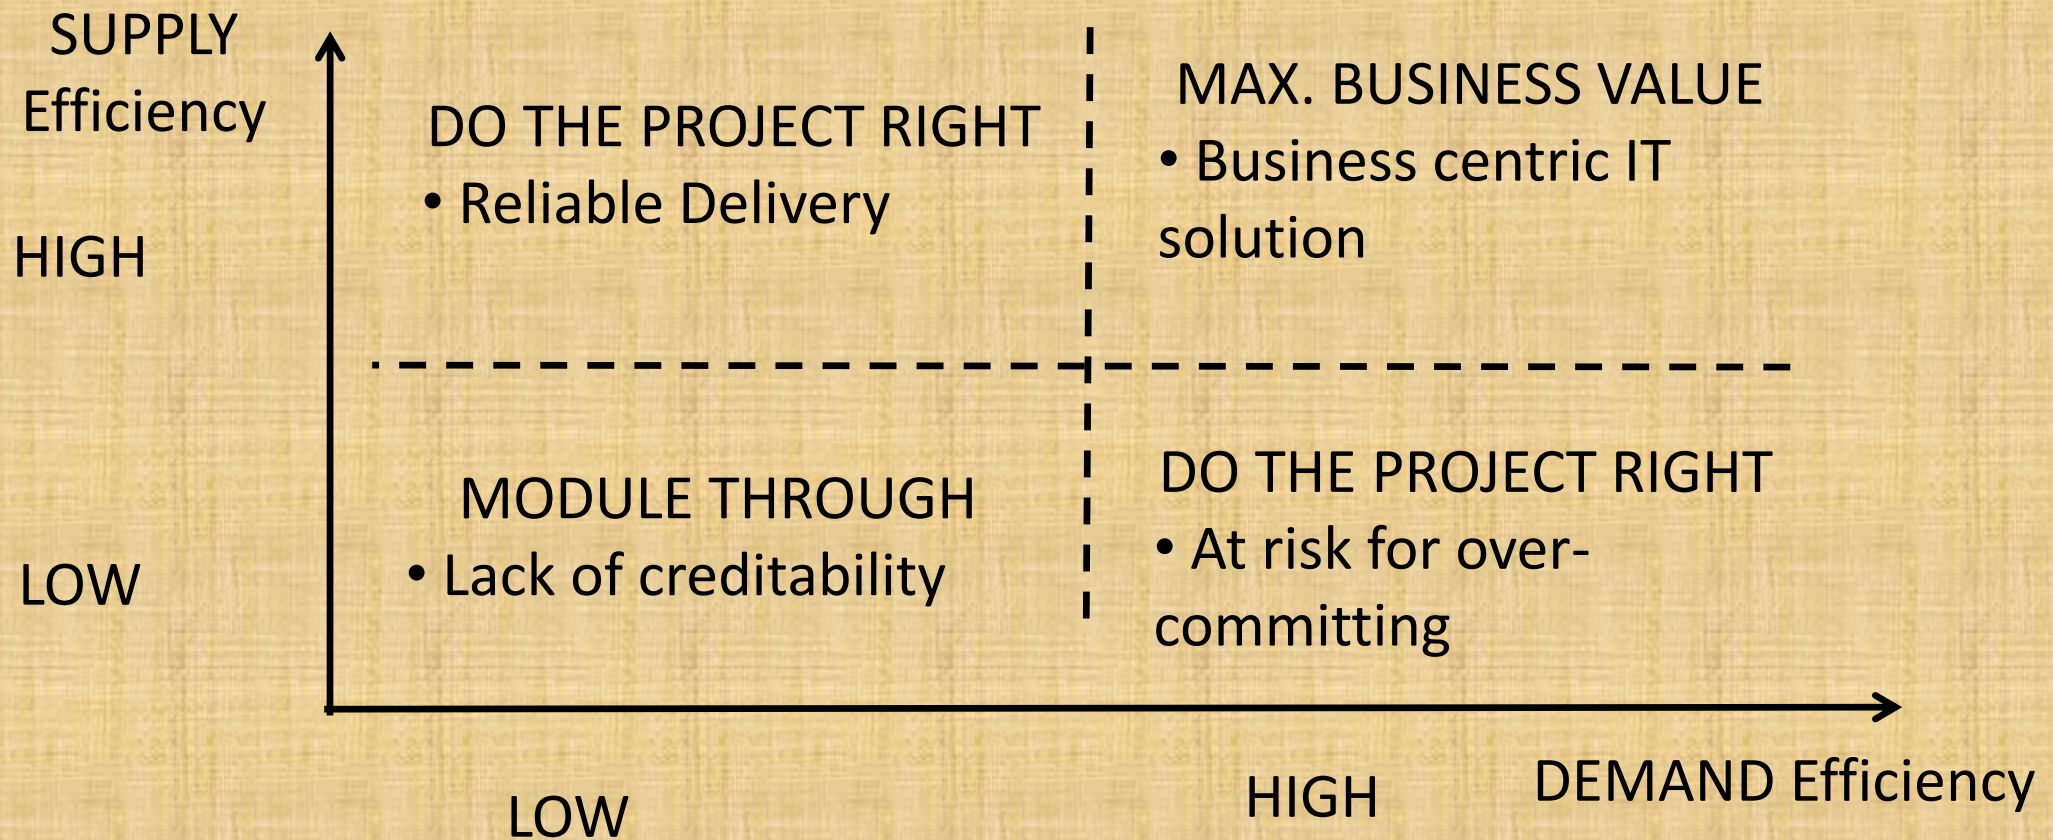 SUPPLY
Efficiency
HIGH
LOW
DO THE PROJECT RIGHT
• Reliable Delivery
MAX. BUSINESS VALUE
• Business centric IT
solution
MODULE THROUGH
• Lack of creditability
DO THE PROJECT RIGHT
• At risk for over-
committing
LOW
HIGH
DEMAND Efficiency